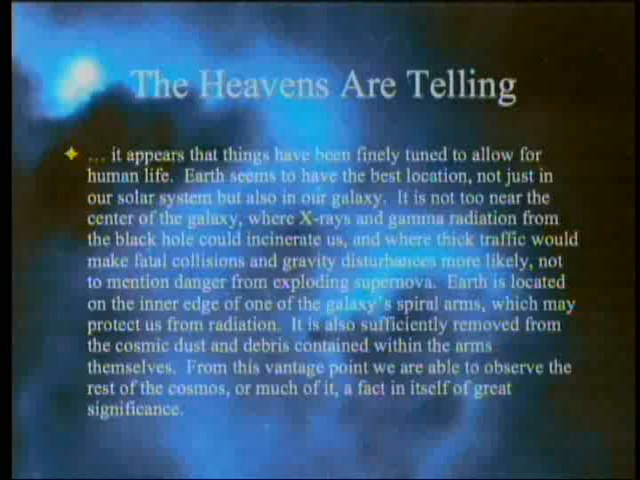 The Heavens Are Telling
… it appears that things have been finely tuned to allow for
human life. Earth seems to have the best location, not just in
our solar system but also in our galaxy. It is not too near the
center of the galaxy, where X-rays and gamma radiation from
the black hole could incinerate us, and where thick traffic would
make fatal collisions and gravity disturbances more likely, not
to mention danger from exploding supernova. Earth is located
on the inner edge of one of the galaxy's spiral arms, which may
protect us from radiation. It is also sufficiently removed from
the cosmic dust and debris contained within the arms
themselves. From this vantage point we are able to observe the
rest of the cosmos, or much of it, a fact in itself of great
significance.